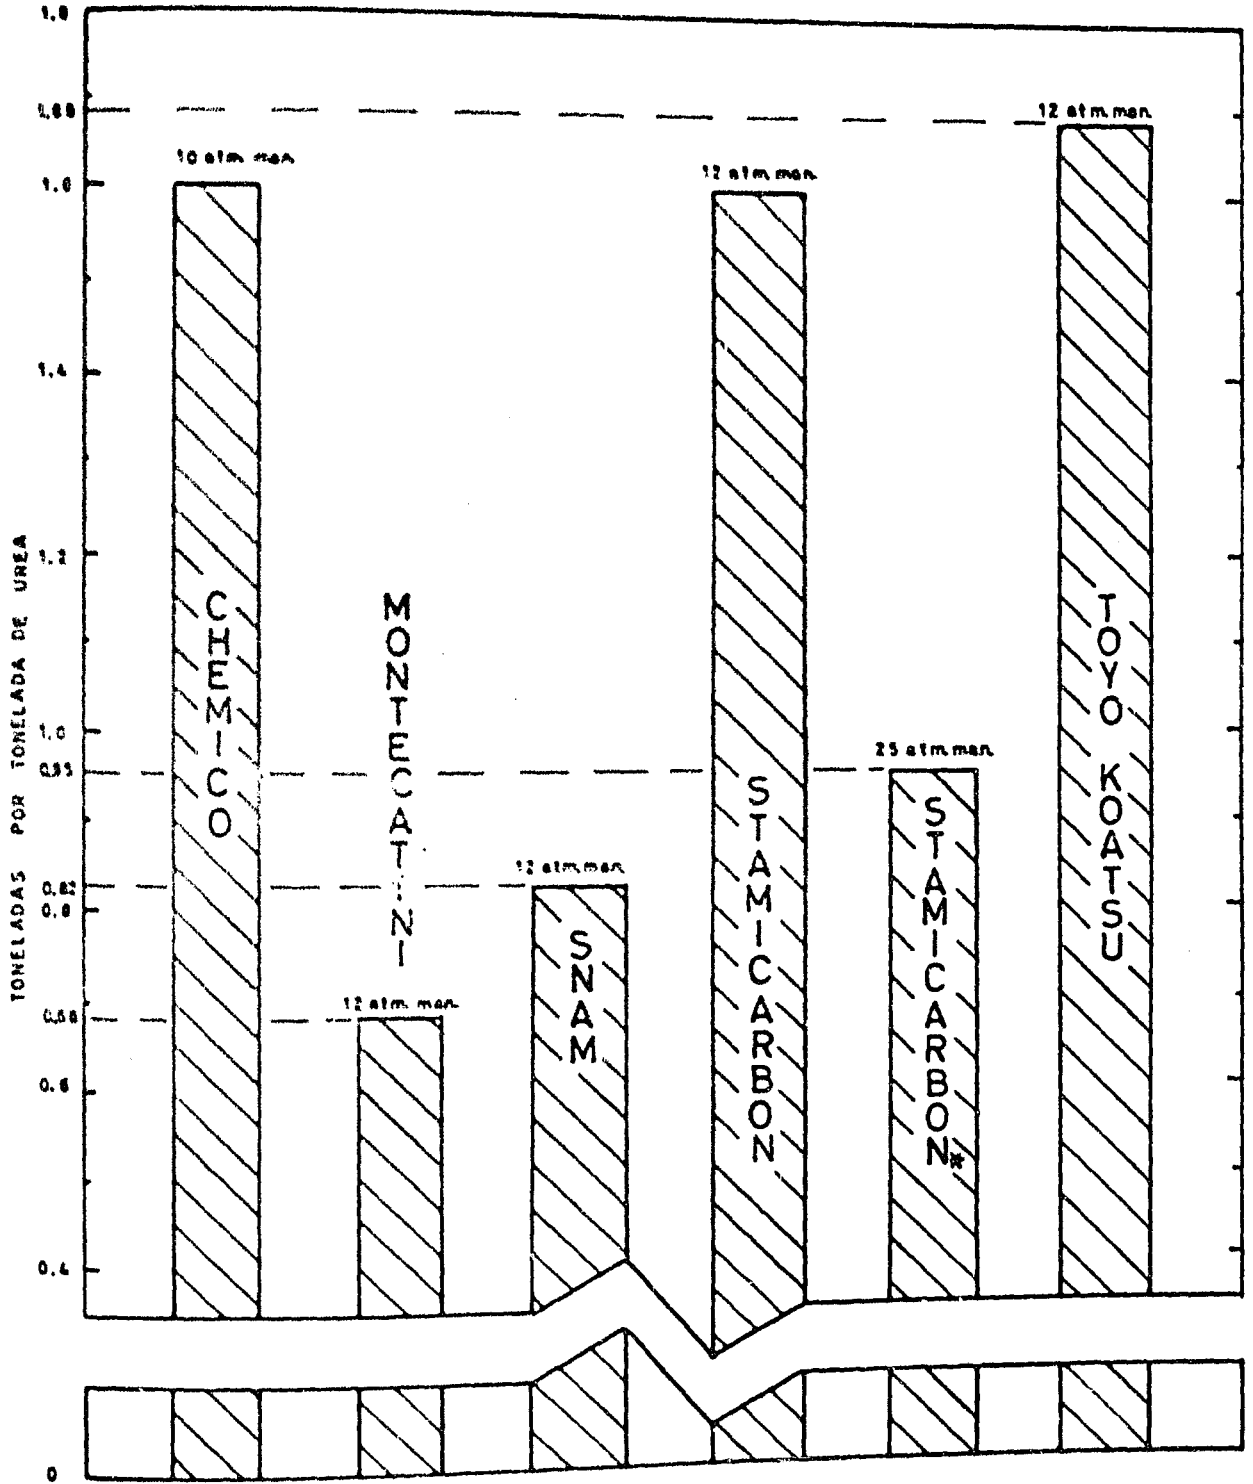 1.8
1.68
12 atm. man.
10 atm. man.
12 atm. man.
1.6
1.4
1.2
TONELADAS POR TONELADA DE UREA
CHEMICO
MONTECATINI
TOYO KOATSU
1.0
0.95
25 atm. man.
STAMICARBON
STAMICARBON*
0.82
12 atm. man.
0.8
SNAM
0.68
12 atm. man.
0.6
0.4
0